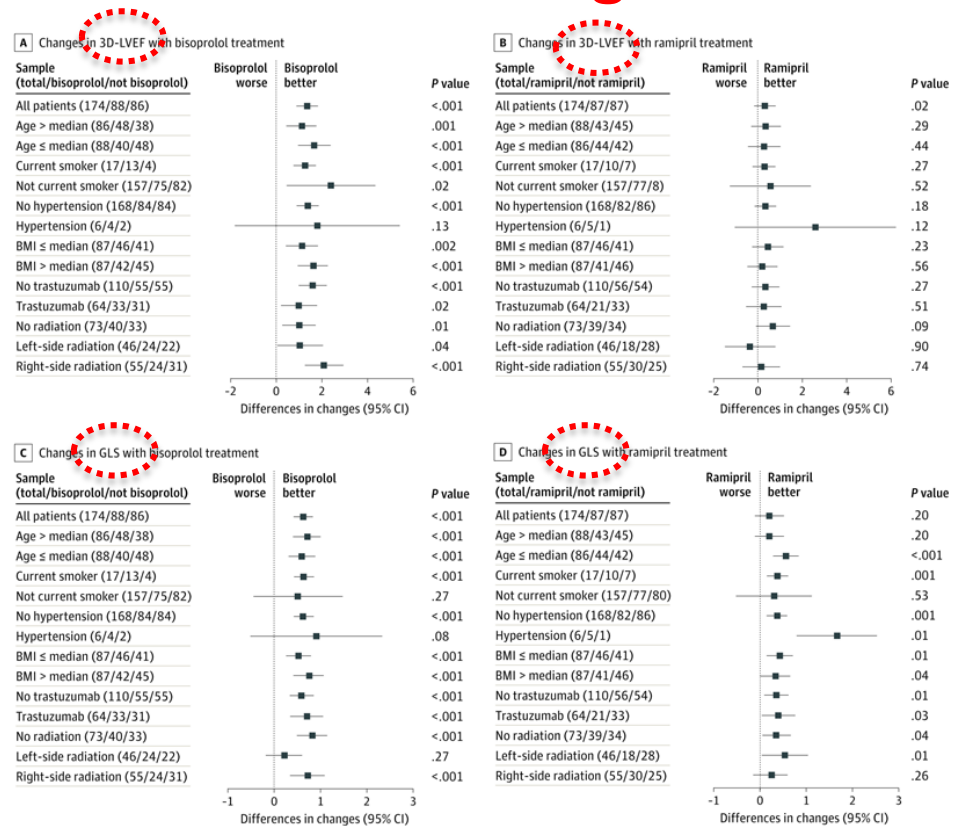 A Changes in 3D-LVEF with bisoprolol treatment
Sample
(total/bisoprolol/not bisoprolol)
Bisoprolol
worse
Bisoprolol
better
P value
All patients (174/88/86) <.001
Age > median (86/48/38) .001
Age ≤ median (88/40/48) <.001
Current smoker (17/13/4) <.001
Not current smoker (157/75/82) .02
No hypertension (168/84/84) <.001
Hypertension (6/4/2) .13
BMI ≤ median (87/46/41) .002
BMI > median (87/42/45) <.001
No trastuzumab (110/55/55) <.001
Trastuzumab (64/33/31) .02
No radiation (73/40/33) .01
Left-side radiation (46/24/22) .04
Right-side radiation (55/24/31) <.001
-2 0 2 4 6
Differences in changes (95% CI)
B Changes in 3D-LVEF with ramipril treatment
Sample
(total/ramipril/not ramipril)
Ramipril
worse
Ramipril
better
P value
All patients (174/87/87) .02
Age > median (88/43/45) .29
Age ≤ median (86/44/42) .44
Current smoker (17/10/7) .27
Not current smoker (157/77/8) .52
No hypertension (168/82/86) .18
Hypertension (6/5/1) .12
BMI ≤ median (87/46/41) .23
BMI > median (87/41/46) .56
No trastuzumab (110/56/54) .27
Trastuzumab (64/21/33) .51
No radiation (73/39/34) .09
Left-side radiation (46/18/28) .90
Right-side radiation (55/30/25) .74
-2 0 2 4 6
Differences in changes (95% CI)
C Changes in GLS with bisoprolol treatment
Sample
(total/bisoprolol/not bisoprolol)
Bisoprolol
worse
Bisoprolol
better
P value
All patients (174/88/86) <.001
Age > median (86/48/38) <.001
Age ≤ median (88/40/48) <.001
Current smoker (17/13/4) <.001
Not current smoker (157/75/82) .27
No hypertension (168/84/84) <.001
Hypertension (6/4/2) .08
BMI ≤ median (87/46/41) <.001
BMI > median (87/42/45) <.001
No trastuzumab (110/55/55) <.001
Trastuzumab (64/33/31) <.001
No radiation (73/40/33) <.001
Left-side radiation (46/24/22) .27
Right-side radiation (55/24/31) <.001
-1 0 1 2 3
Differences in changes (95% CI)
D Changes in GLS with ramipril treatment
Sample
(total/ramipril/not ramipril)
Ramipril
worse
Ramipril
better
P value
All patients (174/87/87) .20
Age > median (88/43/45) .20
Age ≤ median (86/44/42) <.001
Current smoker (17/10/7) .001
Not current smoker (157/77/80) .53
No hypertension (168/82/86) .001
Hypertension (6/5/1) .01
BMI ≤ median (87/46/41) .01
BMI > median (87/41/46) .04
No trastuzumab (110/56/54) .01
Trastuzumab (64/21/33) .03
No radiation (73/39/34) .04
Left-side radiation (46/18/28) .01
Right-side radiation (55/30/25) .26
-1 0 1 2 3
Differences in changes (95% CI)